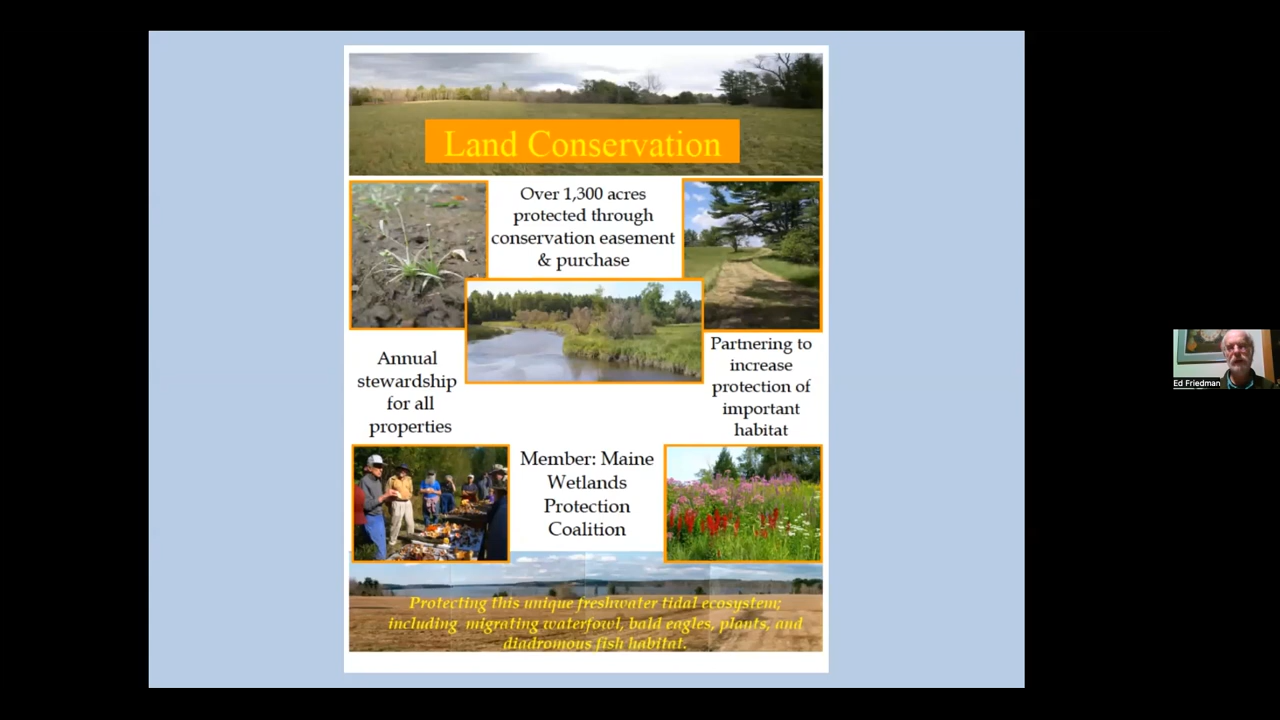 Land Conservation
Over 1,300 acres
protected through
conservation easement
& purchase
Annual
stewardship
for all
properties
Partnering to
increase
protection of
important
habitat
Member: Maine
Wetlands
Protection
Coalition
Protecting this unique freshwater tidal ecosystem;
including migrating waterfowl, bald eagles, plants, and
diadromous fish habitat.
Ed Friedman